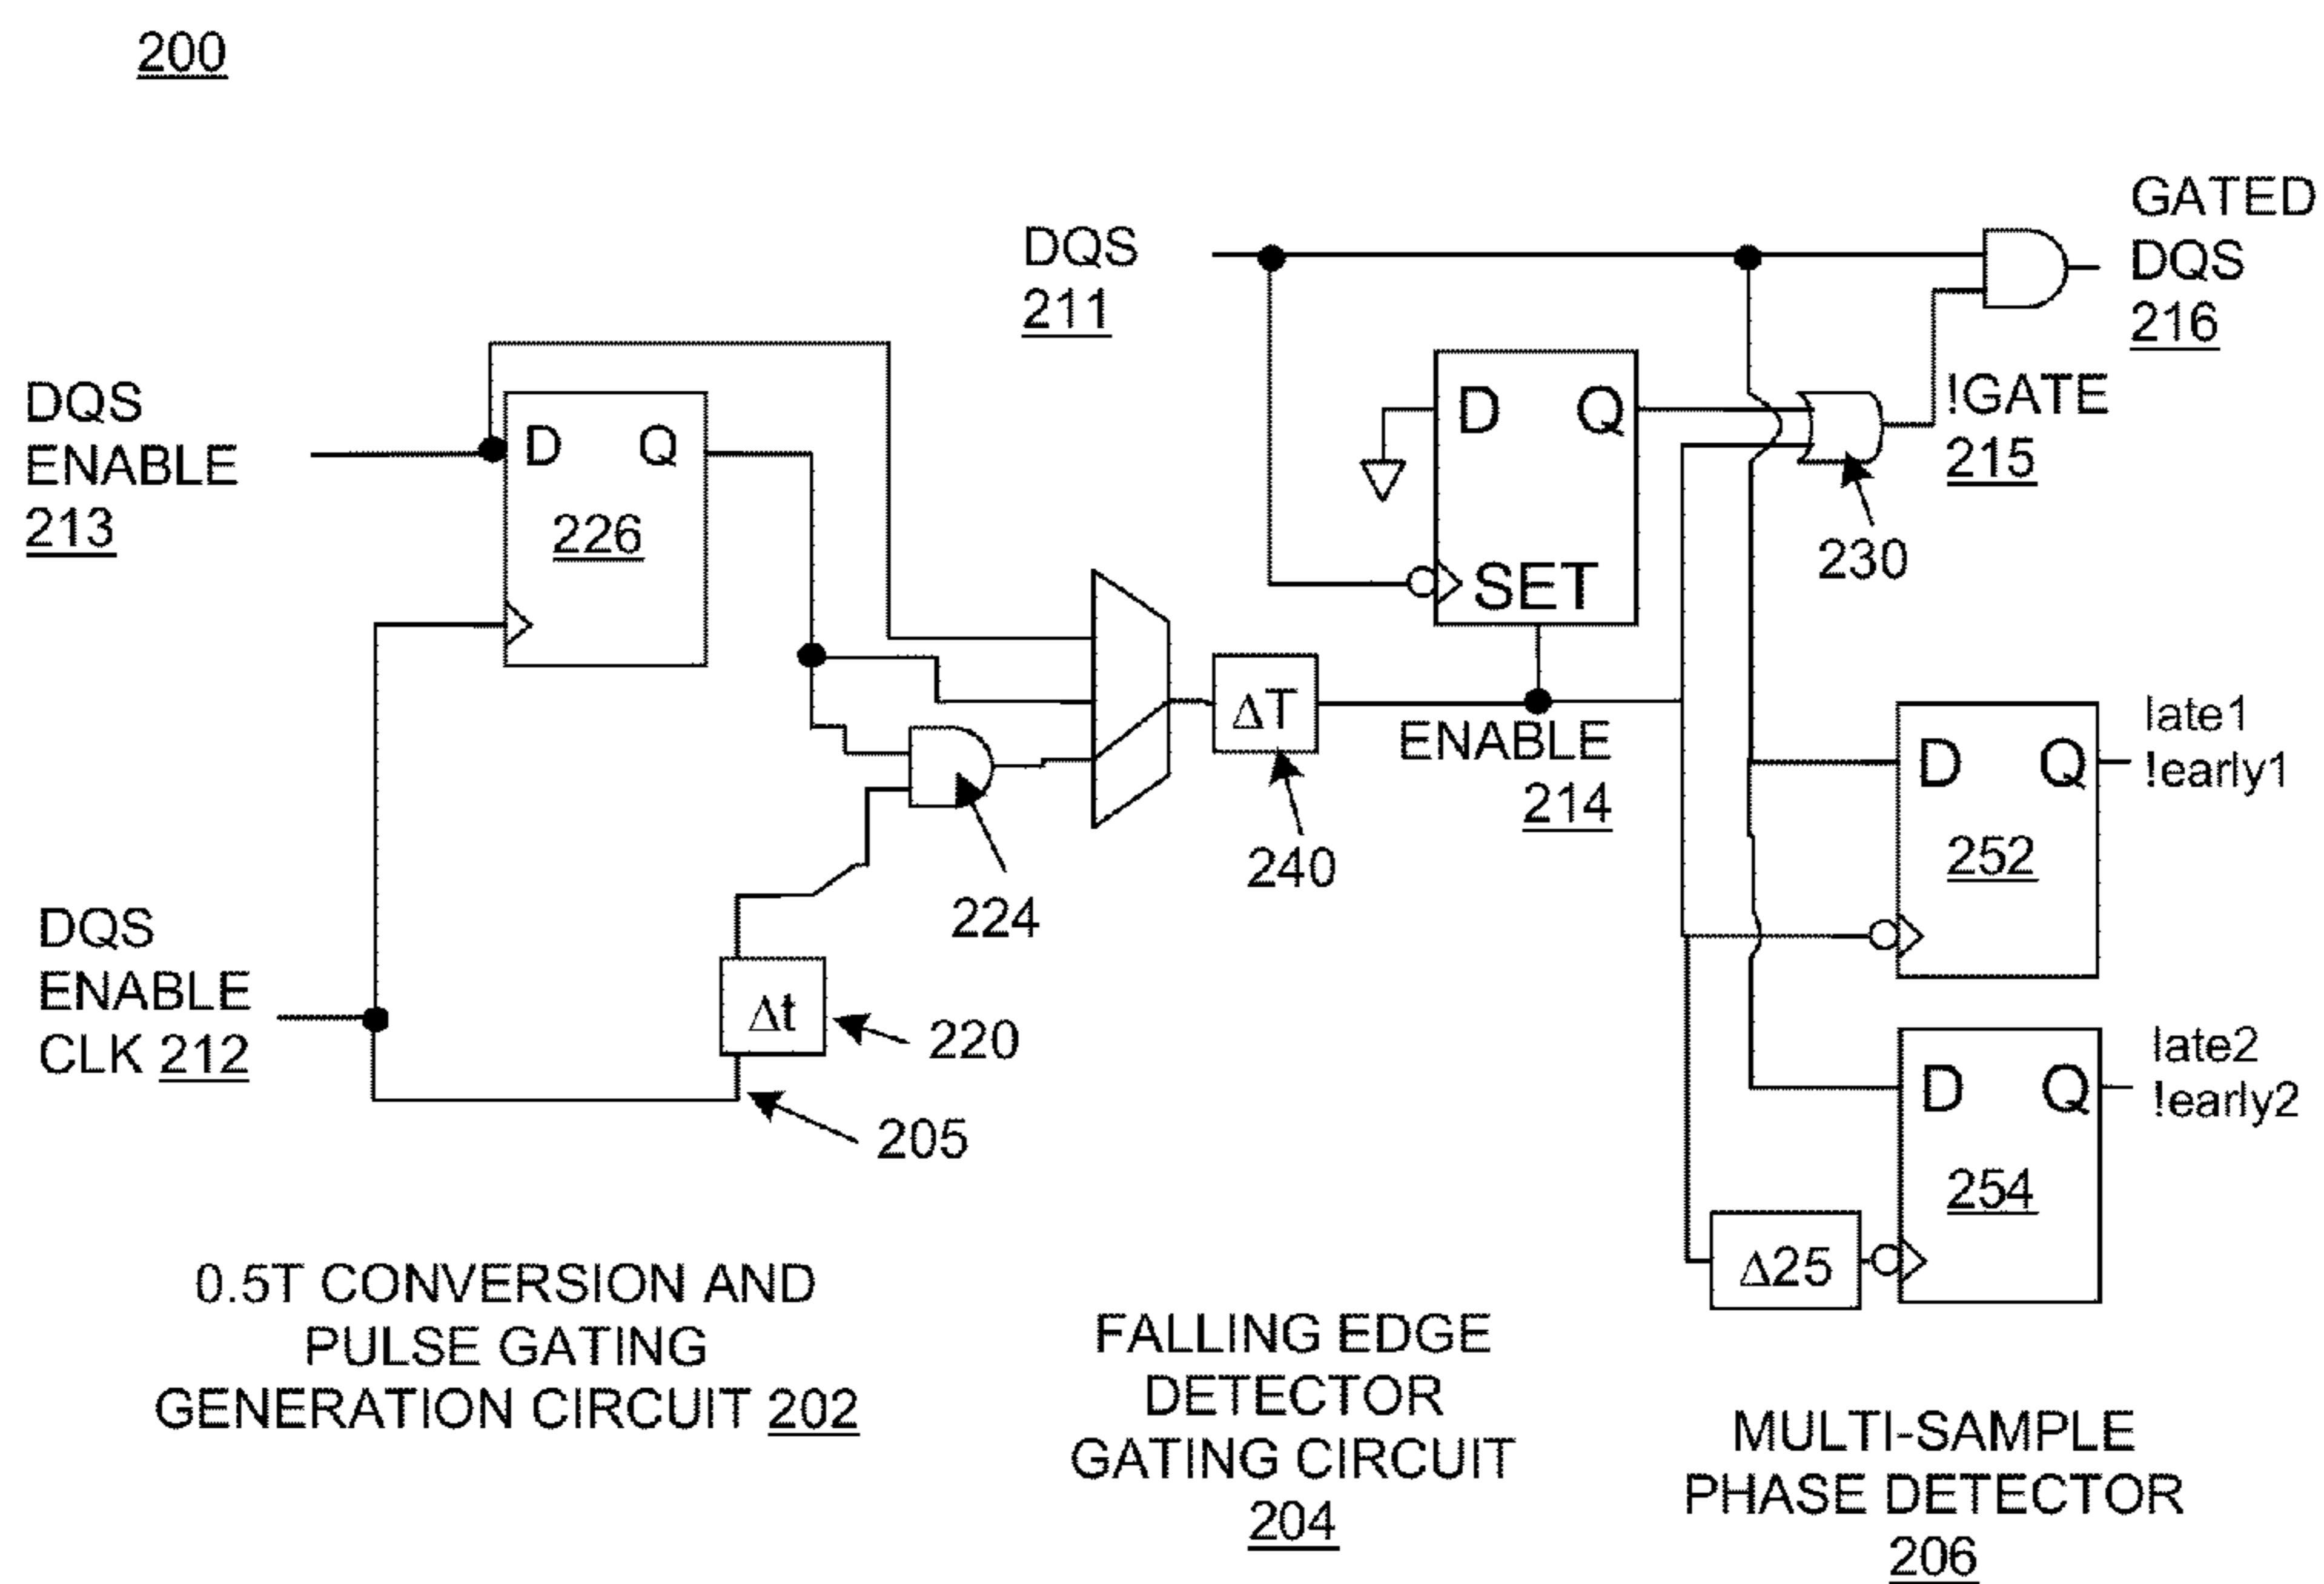 200
DQS
ENABLE
213
D Q
226
DQS
ENABLE
CLK 212
Δt
220
205
224
ΔT
240
DQS
211
D Q
SET
ENABLE
214
230
!GATE
215
GATED
DQS
216
D Q
252
late1
!early1
D Q
254
late2
!early2
Δ25
0.5T CONVERSION AND
PULSE GATING
GENERATION CIRCUIT 202
FALLING EDGE
DETECTOR
GATING CIRCUIT
204
MULTI-SAMPLE
PHASE DETECTOR
206